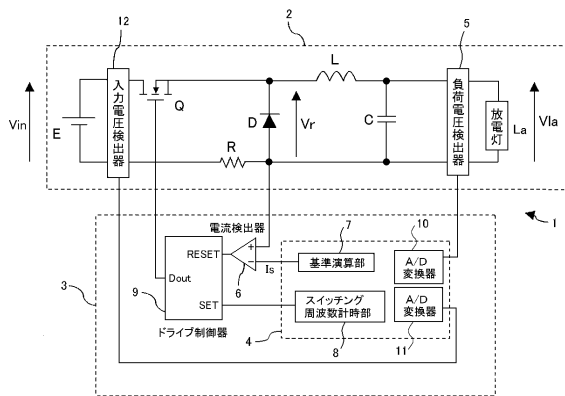 12
2
5
入力電圧検出器
Q
L
負荷電圧検出器
Vin
E
D
Vr
C
放電灯
La
Vla
R
1
電流検出器
7
10
RESET
+
−
Is
基準演算部
A/D
変換器
3
Dout
6
9
SET
スイッチング
周波数計時部
A/D
変換器
ドライブ制御器
4
8
11